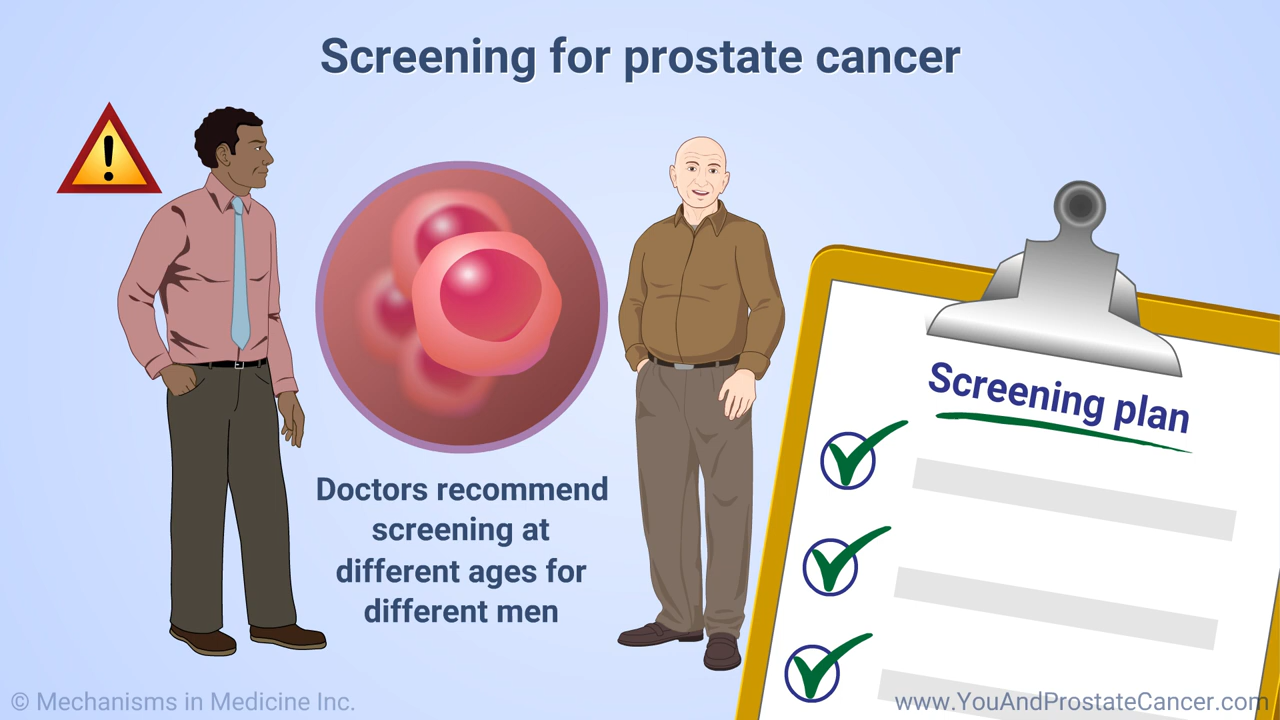 Screening for prostate cancer
Doctors recommend
screening at
different ages for
different men
Screening plan
© Mechanisms in Medicine Inc.
www.YouAndProstateCancer.com